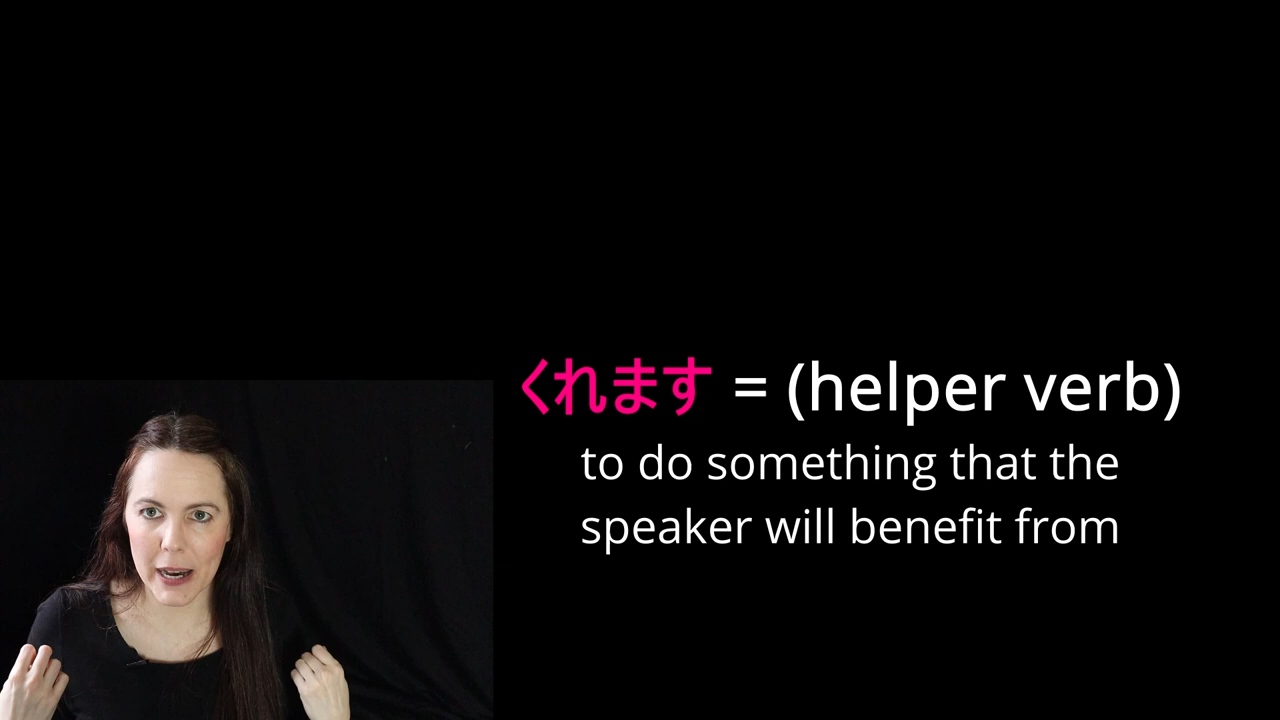 くれます = (helper verb)
to do something that the
speaker will benefit from